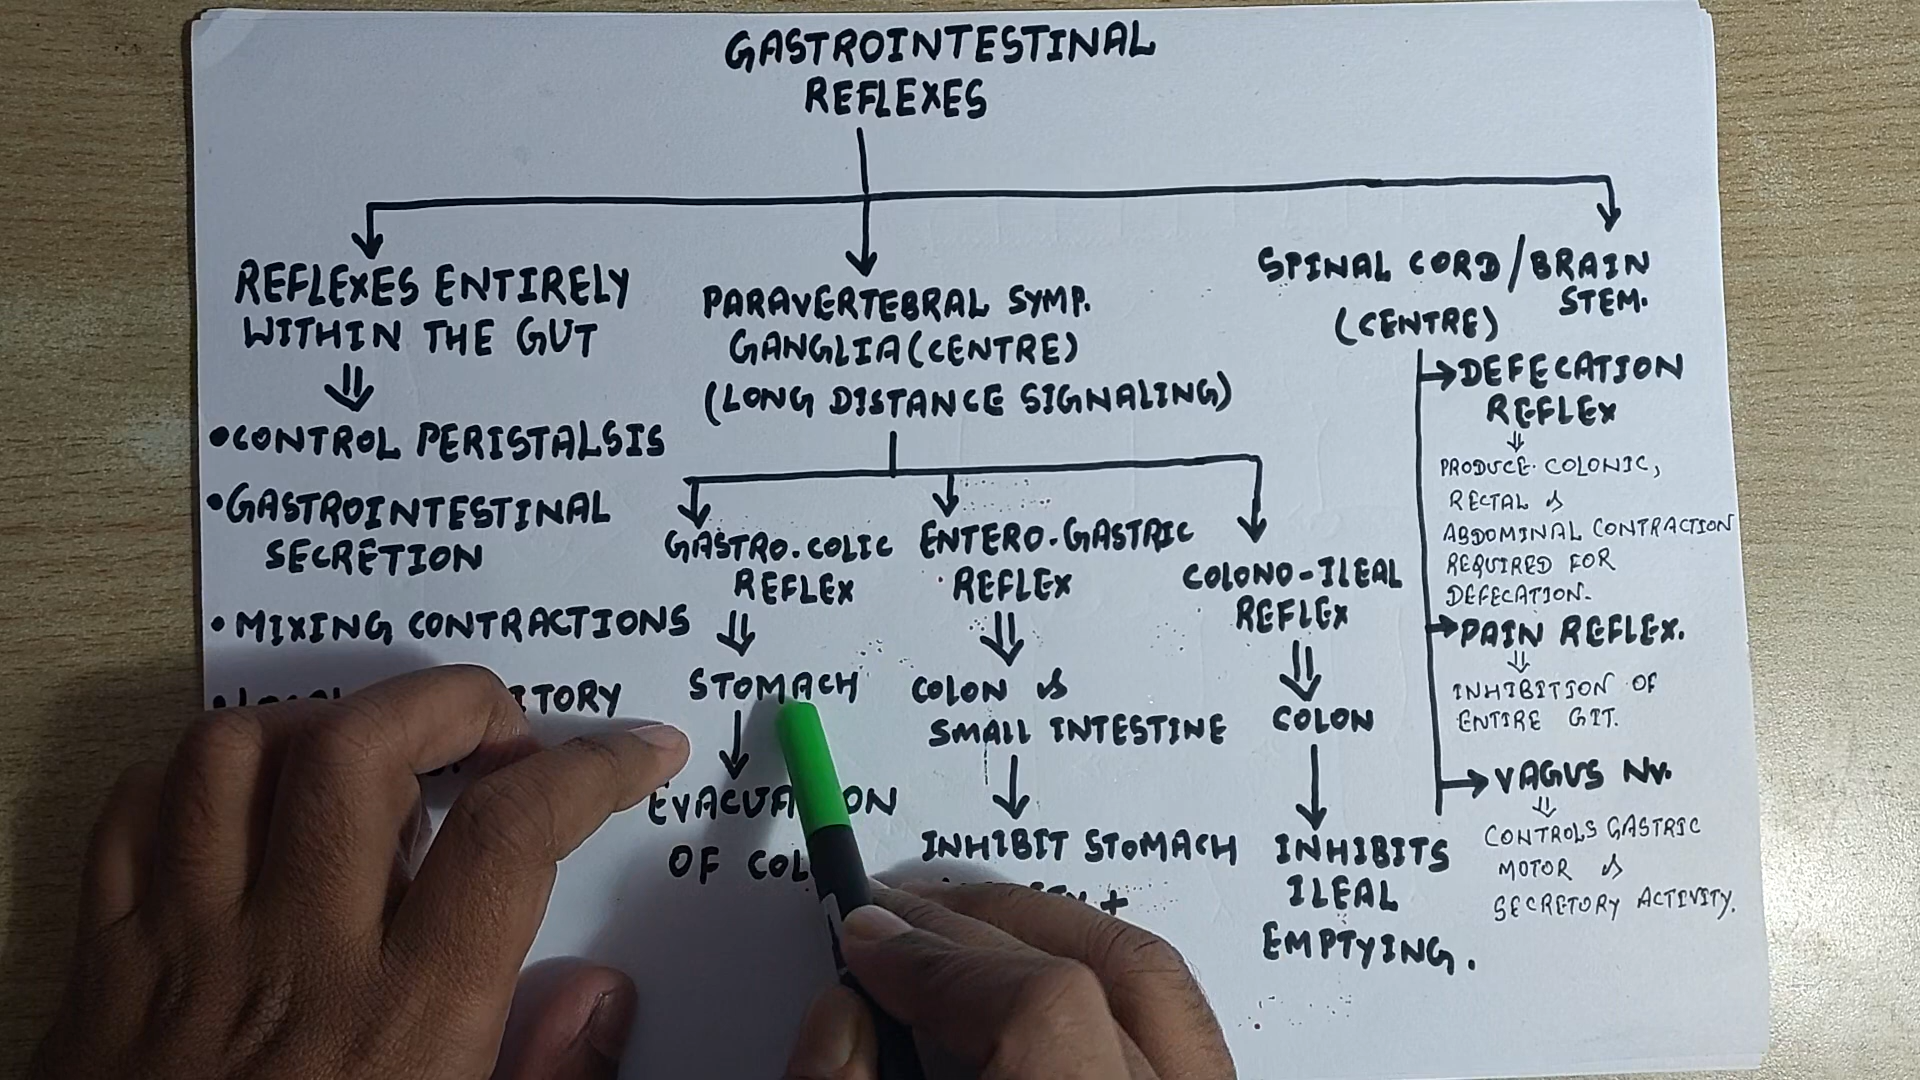 GASTROINTESTINAL
REFLEXES
REFLEXES ENTIRELY
WITHIN THE GUT
•CONTROL PERISTALSIS
•GASTROINTESTINAL
SECRETION
•MIXING CONTRACTIONS
PARAVERTEBRAL SYMP.
GANGLIA(CENTRE)
(LONG DISTANCE SIGNALING)
GASTRO-COLIC
REFLEX
STOMACH
OF
ENTERO-GASTRIC
REFLEX
COLON &
SMALL INTESTINE
INHIBIT STOMACH
+
COLONO-ILEAL
REFLEX
COLON
INHIBITS
ILEAL
EMPTYING.
SPINAL CORD/BRAIN
STEM.
(CENTRE)
DEFECATION
REFLEX
PRODUCE COLONIC,
RECTAL &
ABDOMINAL CONTRACTION
REQUIRED FOR
DEFECATION.
PAIN REFLEX.
INHIBITION OF
ENTIRE GIT.
VAGUS NV.
CONTROLS GASTRIC
MOTOR &
SECRETORY ACTIVITY.